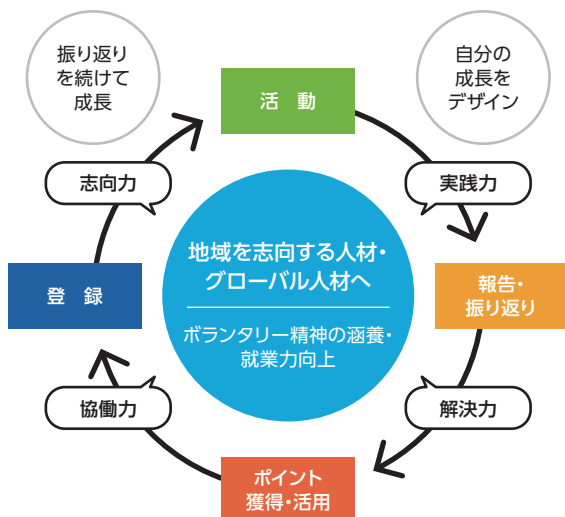 振り返り
を続けて
成長
自分の
成長を
デザイン
活　動
志向力
実践力
地域を志向する人材・
グローバル人材へ
ボランタリー精神の涵養・
就業力向上
登　録
報告・
振り返り
協働力
解決力
ポイント
獲得・活用